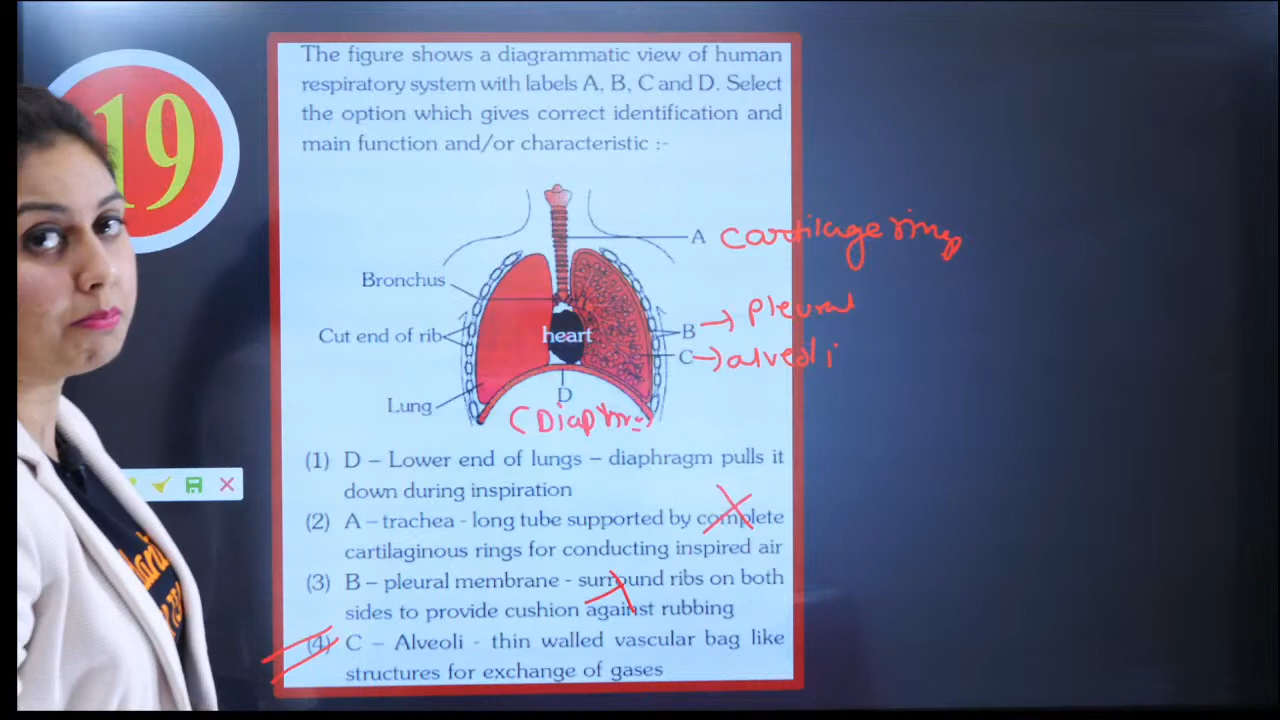 19
The figure shows a diagrammatic view of human
respiratory system with labels A, B, C and D. Select
the option which gives correct identification and
main function and/or characteristic :-
A cartilage ring
Bronchus
B → Pleural
Cut end of rib
heart
C → alveoli
D
Lung
(1) D – Lower end of lungs – diaphragm pulls it
down during inspiration
(2) A – trachea - long tube supported by complete
cartilaginous rings for conducting inspired air
(3) B – pleural membrane - surround ribs on both
sides to provide cushion against rubbing
(4) C – Alveoli - thin walled vascular bag like
structures for exchange of gases